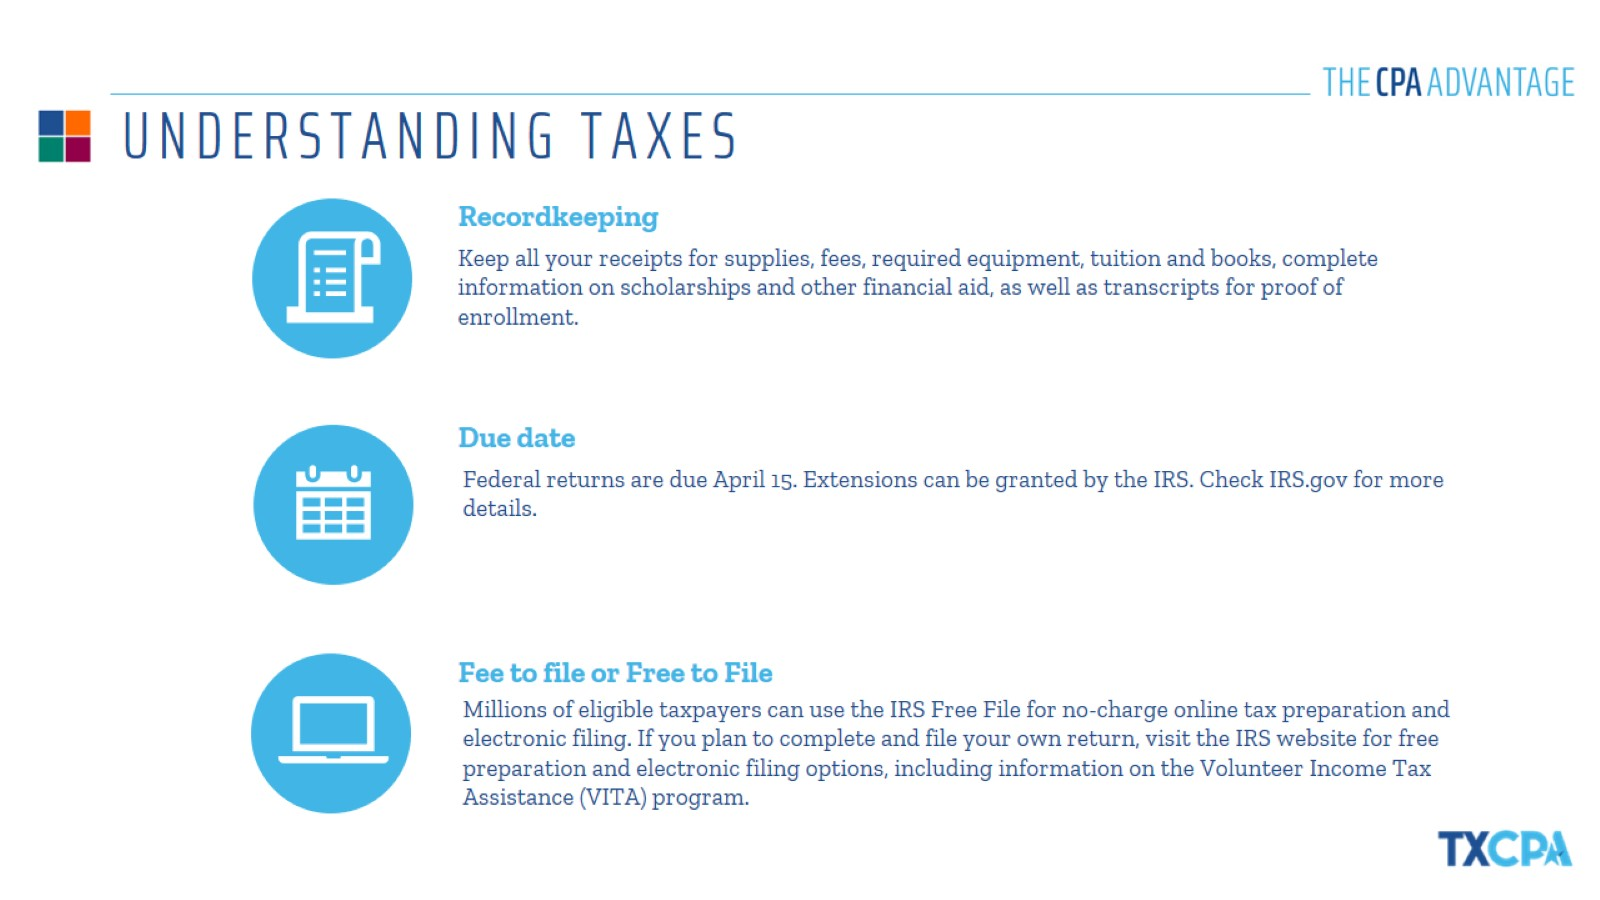 THE CPA ADVANTAGE
UNDERSTANDING TAXES
Recordkeeping
Keep all your receipts for supplies, fees, required equipment, tuition and books, complete
information on scholarships and other financial aid, as well as transcripts for proof of
enrollment.
Due date
Federal returns are due April 15. Extensions can be granted by the IRS. Check IRS.gov for more
details.
Fee to file or Free to File
Millions of eligible taxpayers can use the IRS Free File for no-charge online tax preparation and
electronic filing. If you plan to complete and file your own return, visit the IRS website for free
preparation and electronic filing options, including information on the Volunteer Income Tax
Assistance (VITA) program.
TXCPA